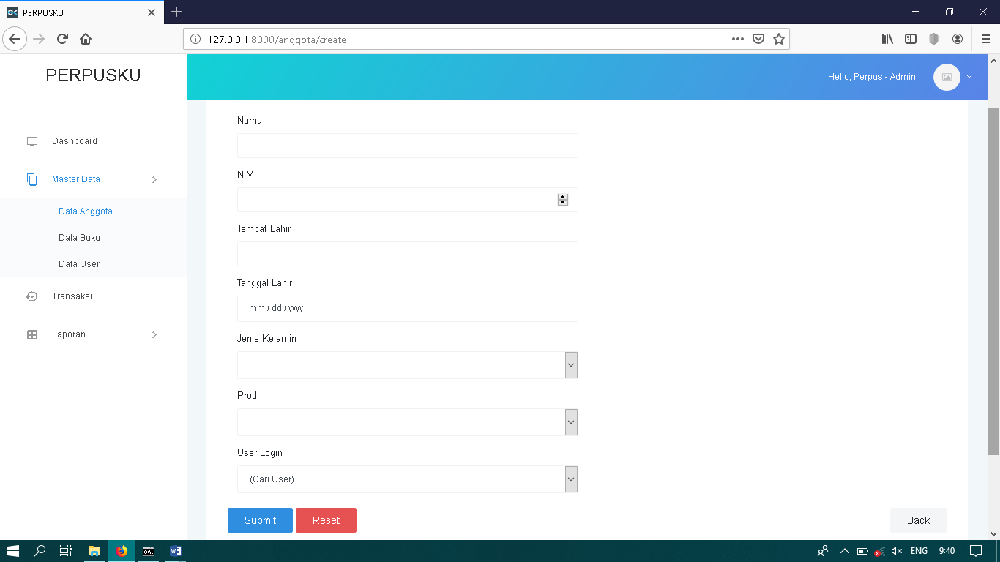 PERPUSKU
127.0.0.1:8000/anggota/create
PERPUSKU
Hello, Perpus - Admin !
Dashboard
Master Data
Data Anggota
Data Buku
Data User
Transaksi
Laporan
Nama
NIM
Tempat Lahir
Tanggal Lahir
mm / dd / yyyy
Jenis Kelamin
Prodi
User Login
(Cari User)
Submit
Reset
Back
ENG
9:40